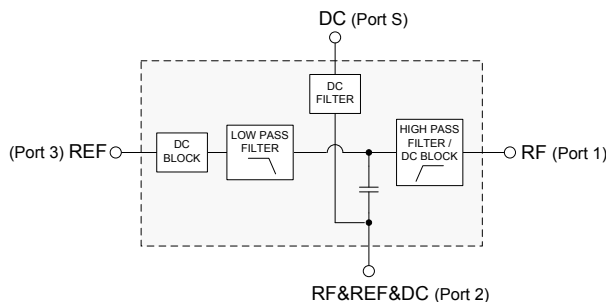 DC (Port S)
DC
FILTER
(Port 3) REF
DC
BLOCK
LOW PASS
FILTER
HIGH PASS
FILTER /
DC BLOCK
RF (Port 1)
RF&REF&DC (Port 2)